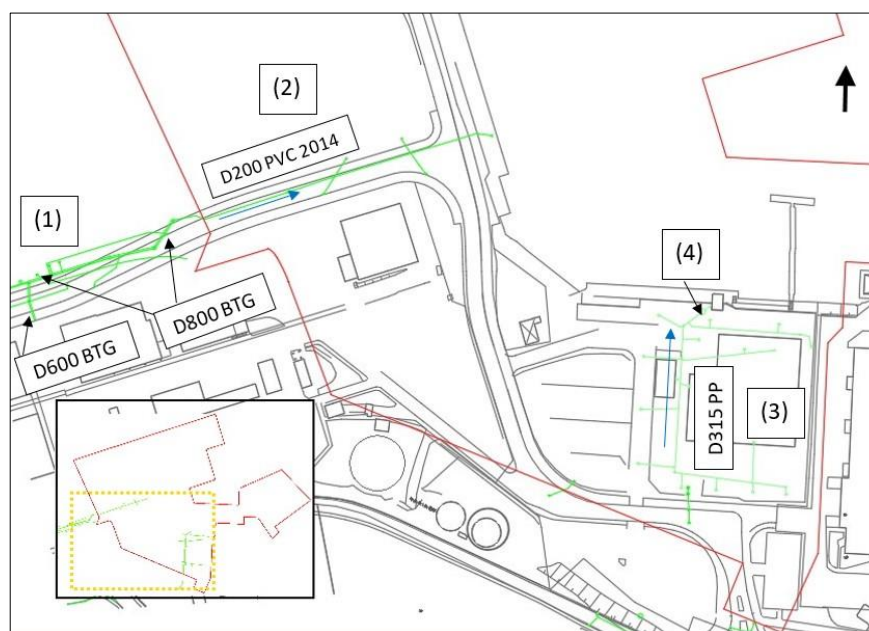 (2)
D200 PVC 2014
(1)
(4)
D800 BTG
D600 BTG
D315 PP
(3)